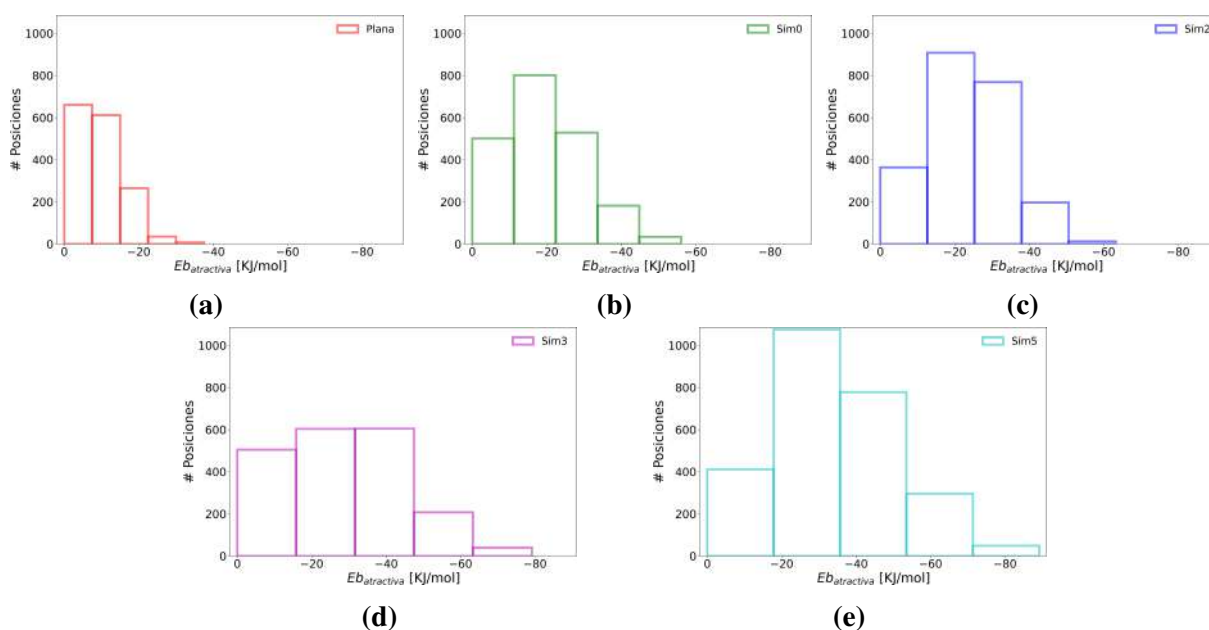 1000
800
600
400
200
0
# Posiciones
Plana
0 −20 −40 −60 −80
Eb_atractiva [KJ/mol]
(a)
1000
800
600
400
200
0
# Posiciones
Sim0
0 −20 −40 −60 −80
Eb_atractiva [KJ/mol]
(b)
1000
800
600
400
200
0
# Posiciones
Sim2
0 −20 −40 −60 −80
Eb_atractiva [KJ/mol]
(c)
1000
800
600
400
200
0
# Posiciones
Sim3
0 −20 −40 −60 −80
Eb_atractiva [KJ/mol]
(d)
1000
800
600
400
200
0
# Posiciones
Sim5
0 −20 −40 −60 −80
Eb_atractiva [KJ/mol]
(e)